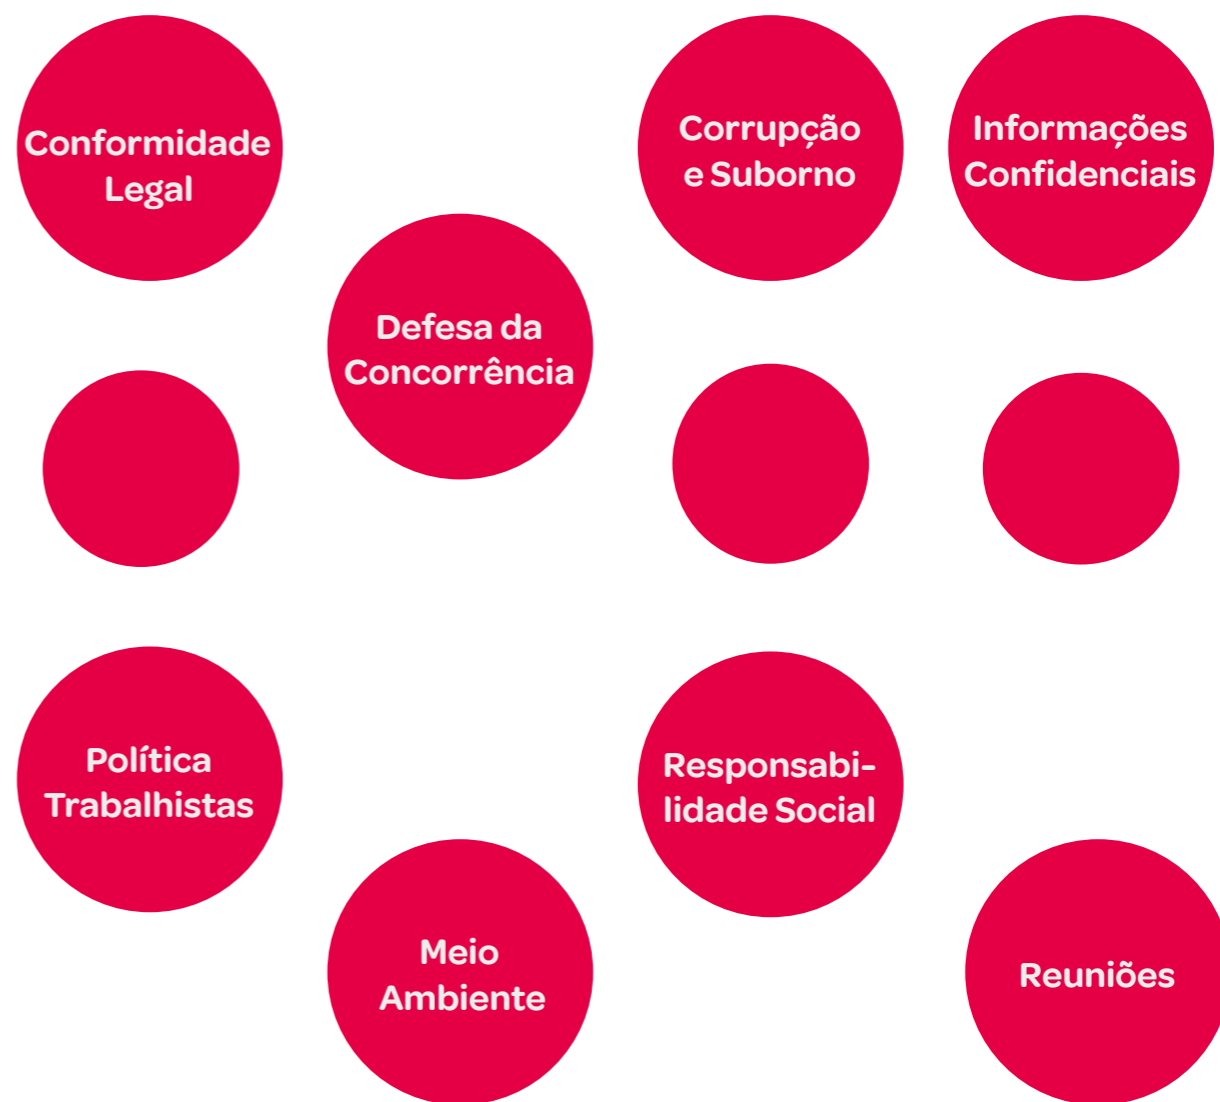 Conformidade
Legal
Corrupção
e Suborno
Informações
Confidenciais
Defesa da
Concorrência
Política
Trabalhistas
Responsabi-
lidade Social
Meio
Ambiente
Reuniões